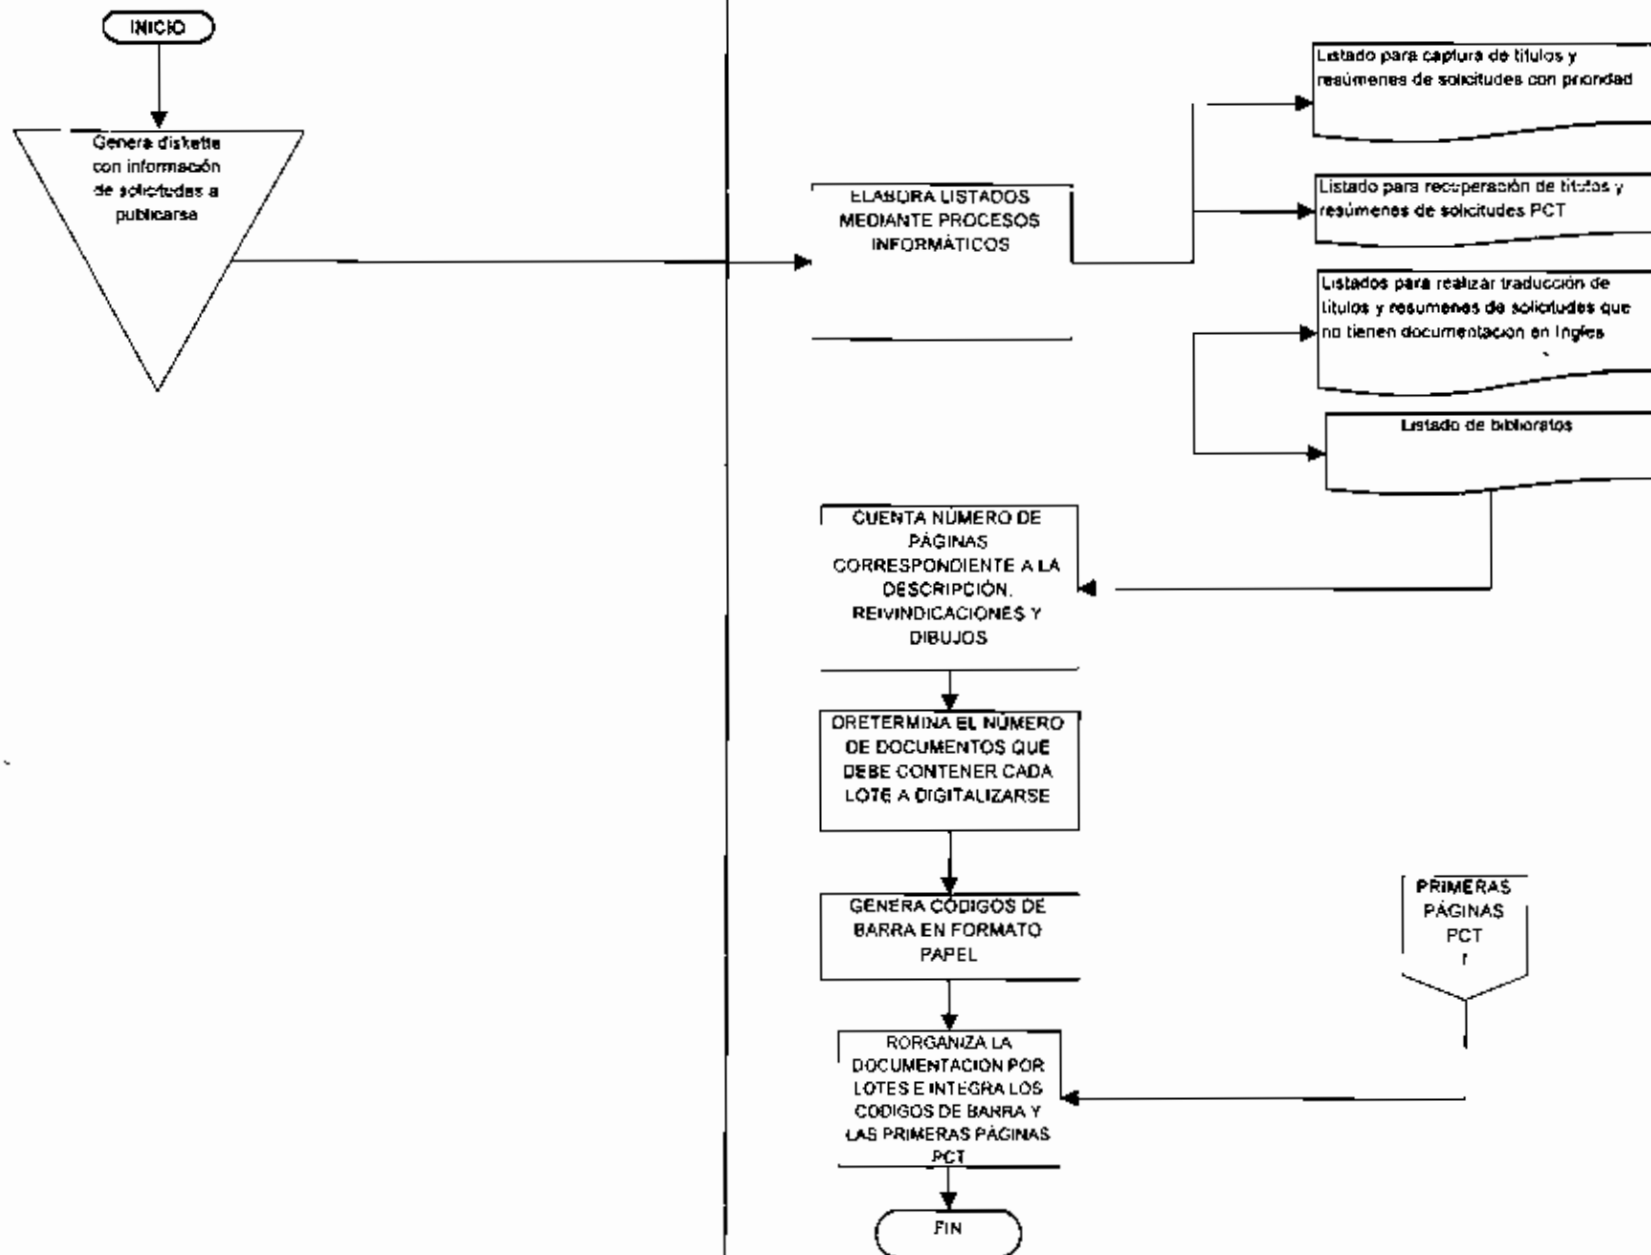 INICIO
Genera diskette
con información
de solicitudes a
publicarse
ELABORA LISTADOS
MEDIANTE PROCESOS
INFORMÁTICOS
Listado para captura de títulos y
resúmenes de solicitudes con prioridad
Listado para recuperación de títulos y
resúmenes de solicitudes PCT
Listados para realizar traducción de
títulos y resumenes de solicitudes que
no tienen documentacion en Ingles
Listado de biblioratos
CUENTA NÚMERO DE
PÁGINAS
CORRESPONDIENTE A LA
DESCRIPCIÓN,
REIVINDICACIONES Y
DIBUJOS
DRETERMINA EL NÚMERO
DE DOCUMENTOS QUE
DEBE CONTENER CADA
LOTE A DIGITALIZARSE
GENERA CÓDIGOS DE
BARRA EN FORMATO
PAPEL
PRIMERAS
PÁGINAS
PCT
RORGANIZA LA
DOCUMENTACION POR
LOTES E INTEGRA LOS
CODIGOS DE BARRA Y
LAS PRIMERAS PÁGINAS
PCT
FIN